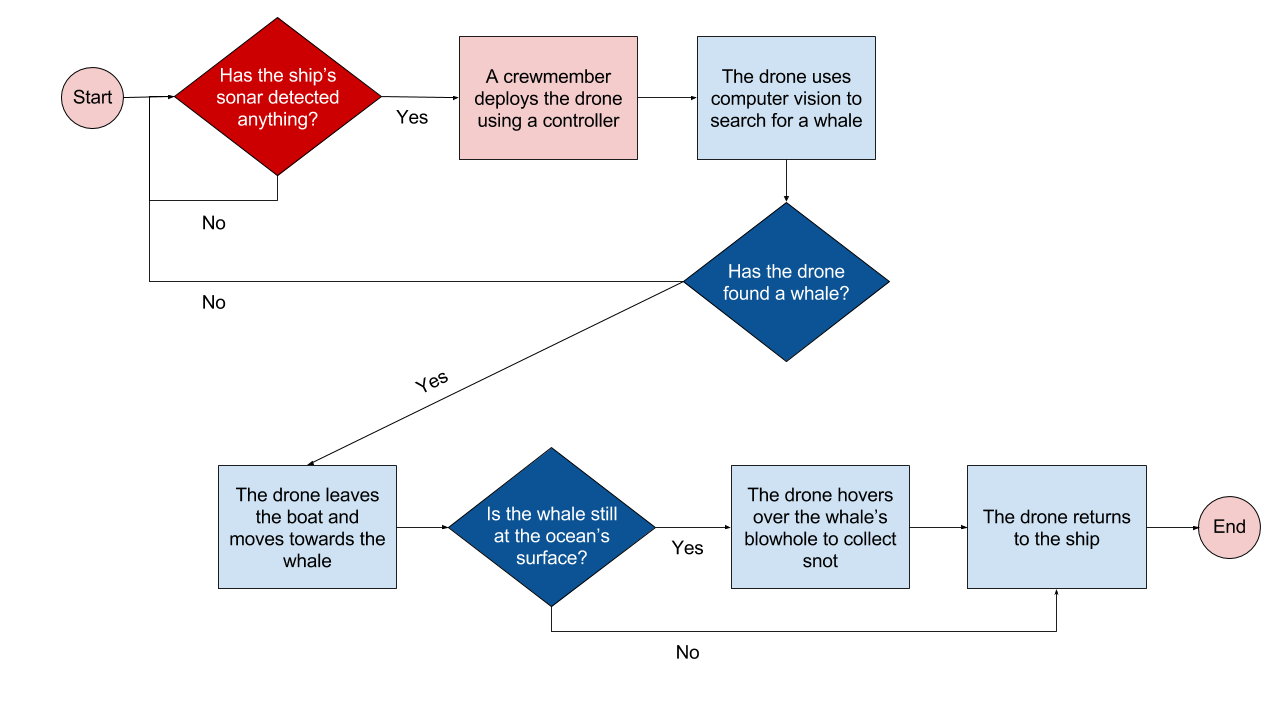 Start
Has the ship's
sonar detected
anything?
Yes
A crewmember
deploys the drone
using a controller
The drone uses
computer vision to
search for a whale
No
Has the drone
found a whale?
No
Yes
The drone leaves
the boat and
moves towards the
whale
Is the whale still
at the ocean's
surface?
Yes
The drone hovers
over the whale's
blowhole to collect
snot
The drone returns
to the ship
End
No